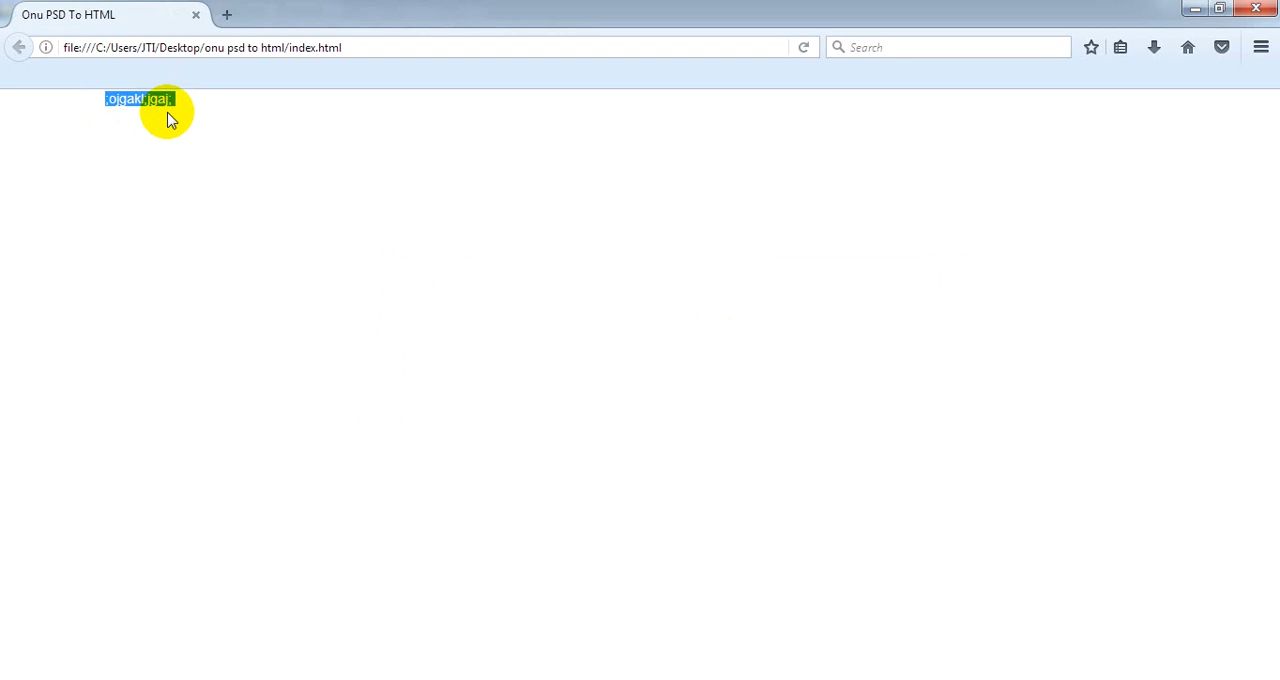 Onu PSD To HTML
file:///C:/Users/JTI/Desktop/onu psd to html/index.html
Search
;ojgakl;jgaj;